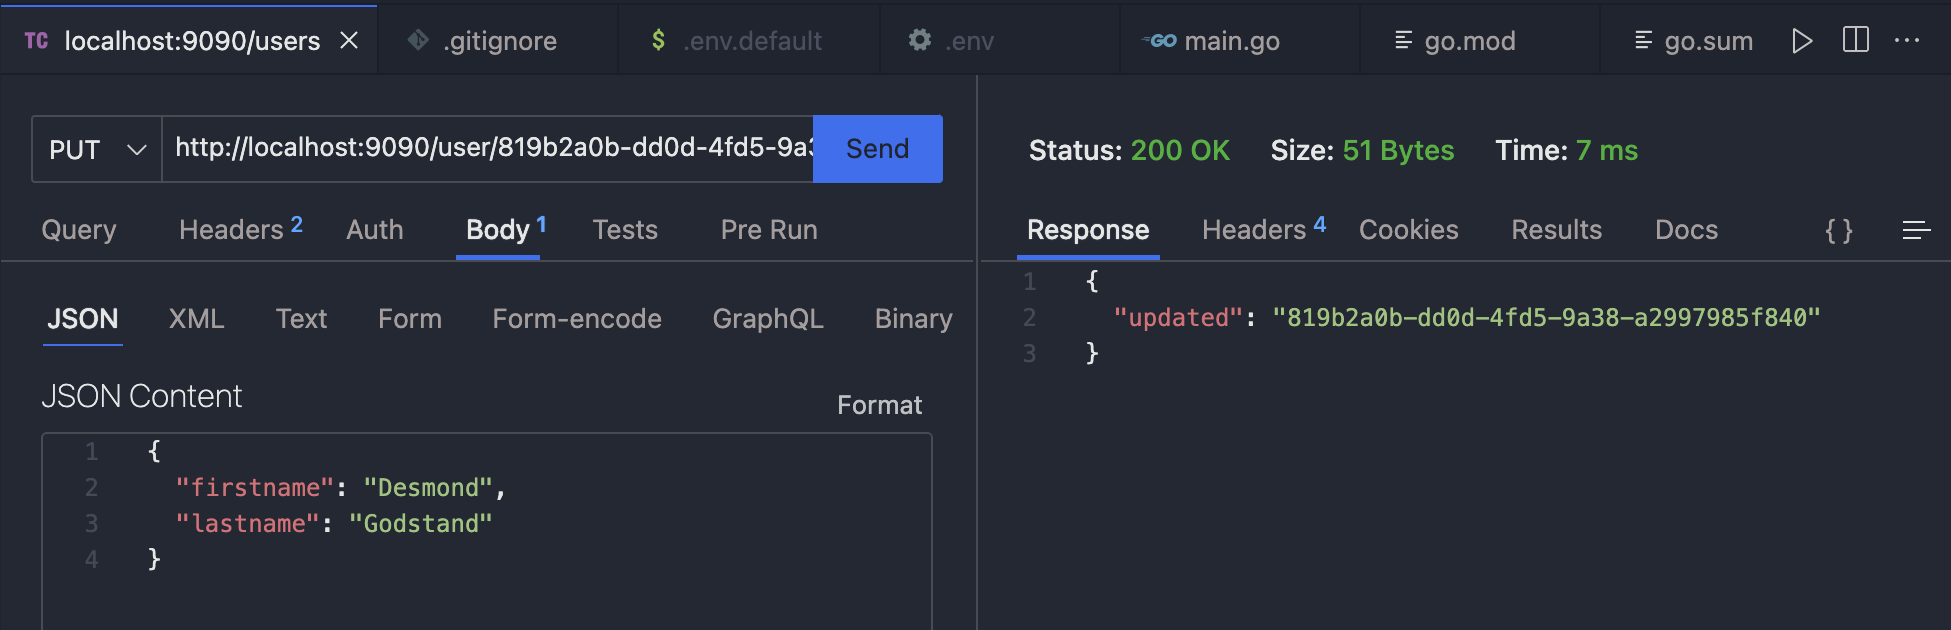 TC localhost:9090/users .gitignore $ .env.default .env GO main.go go.mod go.sum
PUT http://localhost:9090/user/819b2a0b-dd0d-4fd5-9a3 Send
Status: 200 OK Size: 51 Bytes Time: 7 ms
Query Headers 2 Auth Body 1 Tests Pre Run
Response Headers 4 Cookies Results Docs {}
JSON XML Text Form Form-encode GraphQL Binary
JSON Content
Format
1 {
2 "firstname": "Desmond",
3 "lastname": "Godstand"
4 }
1 {
2 "updated": "819b2a0b-dd0d-4fd5-9a38-a2997985f840"
3 }